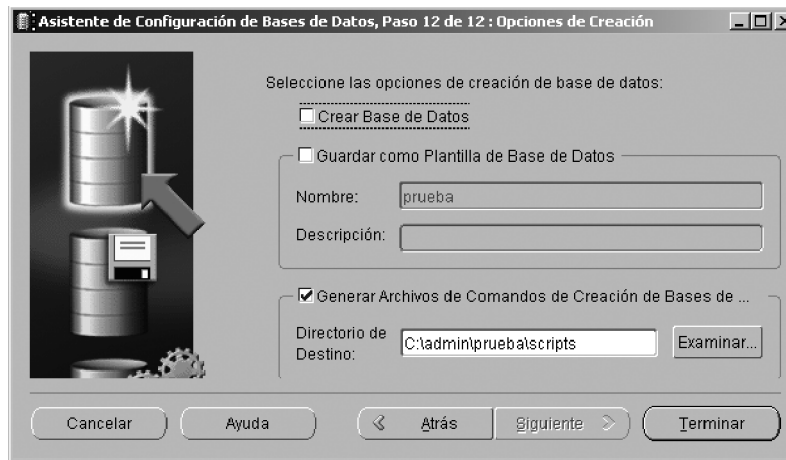 Asistente de Configuración de Bases de Datos, Paso 12 de 12 : Opciones de Creación
Seleccione las opciones de creación de base de datos:
Crear Base de Datos
Guardar como Plantilla de Base de Datos
Nombre: prueba
Descripción:
Generar Archivos de Comandos de Creación de Bases de ...
Directorio de
Destino: C:\admin\prueba\scripts Examinar...
Cancelar Ayuda Atrás Siguiente Terminar